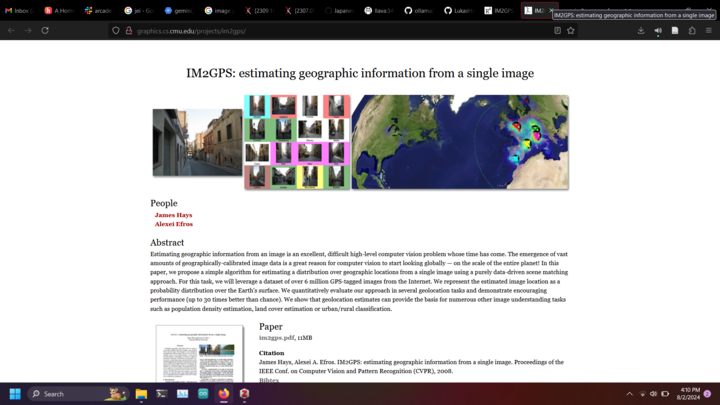 Inbox
A Home
arcade
jel - Go
gemini
image
[2309.1
[2307.0
Japanes
llava:34
ollama
Lukasin
IM2GPS
IM2
IM2GPS: estimating geographic information from a single image
graphics.cs.cmu.edu/projects/im2gps/
IM2GPS: estimating geographic information from a single image
People
James Hays
Alexei Efros
Abstract
Estimating geographic information from an image is an excellent, difficult high-level computer vision problem whose time has come. The emergence of vast
amounts of geographically-calibrated image data is a great reason for computer vision to start looking globally — on the scale of the entire planet! In this
paper, we propose a simple algorithm for estimating a distribution over geographic locations from a single image using a purely data-driven scene matching
approach. For this task, we will leverage a dataset of over 6 million GPS-tagged images from the Internet. We represent the estimated image location as a
probability distribution over the Earth's surface. We quantitatively evaluate our approach in several geolocation tasks and demonstrate encouraging
performance (up to 30 times better than chance). We show that geolocation estimates can provide the basis for numerous other image understanding tasks
such as population density estimation, land cover estimation or urban/rural classification.
Paper
im2gps.pdf, 11MB
Citation
James Hays, Alexei A. Efros. IM2GPS: estimating geographic information from a single image. Proceedings of the
IEEE Conf. on Computer Vision and Pattern Recognition (CVPR), 2008.
Bibtex
Search
4:10 PM
8/2/2024
2